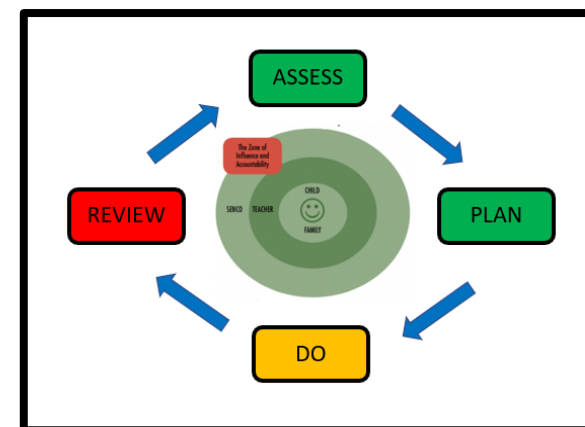 ASSESS
The Zone of
Influence and
Accountability
CHILD
REVIEW
SENCO TEACHER
PLAN
FAMILY
DO